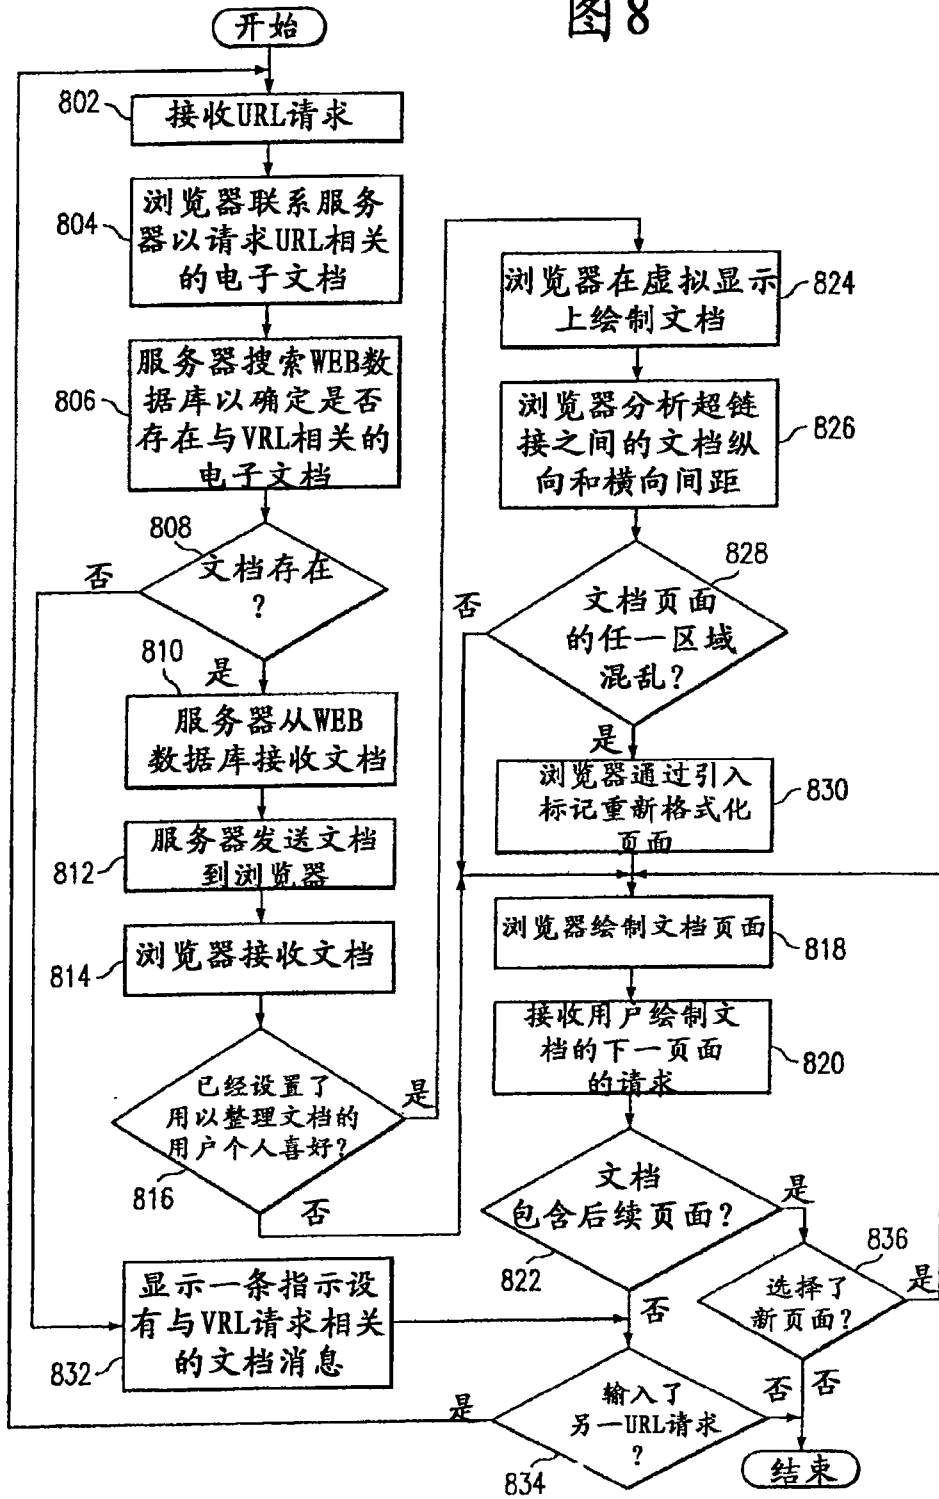 图8
开始
802
接收URL请求
804
浏览器联系服务
器以请求URL相关
的电子文档
806
服务器搜索WEB数
据库以确定是否
存在与VRL相关的
电子文档
808
文档存在
?
否
是
810
服务器从WEB
数据库接收文档
812
服务器发送文档
到浏览器
814
浏览器接收文档
已经设置了
用以整理文档的
用户个人喜好?
816
是
否
824
浏览器在虚拟显示
上绘制文档
826
浏览器分析超链
接之间的文档纵
向和横向间距
828
文档页面
的任一区域
混乱?
否
是
830
浏览器通过引入
标记重新格式化
页面
浏览器绘制文档页面
818
接收用户绘制文
档的下一页面
的请求
820
文档
包含后续页面?
822
是
否
836
选择了
新页面?
是
否
显示一条指示设
有与VRL请求相关
的文档消息
832
输入了
另一URL请求
?
834
是
否
结束